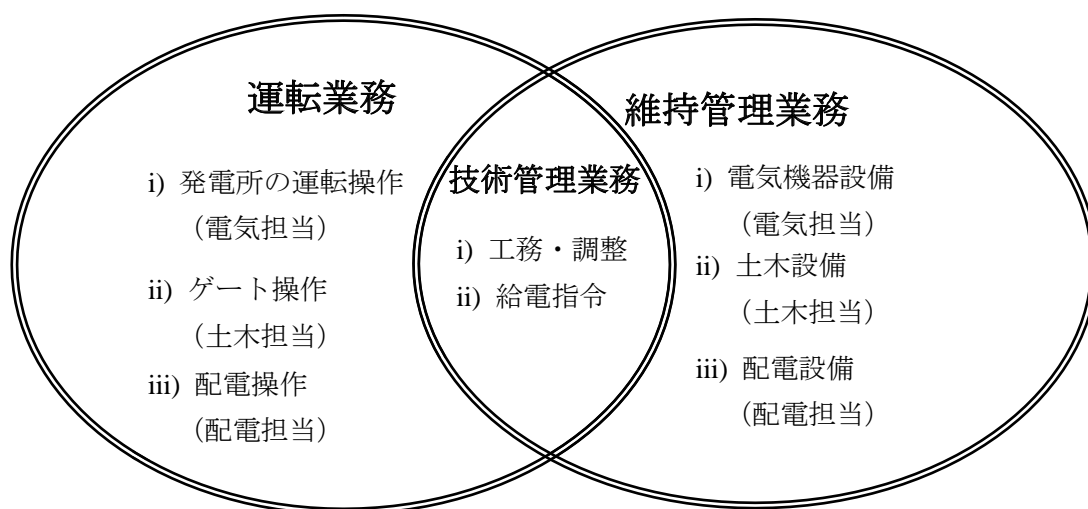 運転業務
i) 発電所の運転操作
（電気担当）
ii) ゲート操作
（土木担当）
iii) 配電操作
（配電担当）
技術管理業務
i) 工務・調整
ii) 給電指令
維持管理業務
i) 電気機器設備
（電気担当）
ii) 土木設備
（土木担当）
iii) 配電設備
（配電担当）